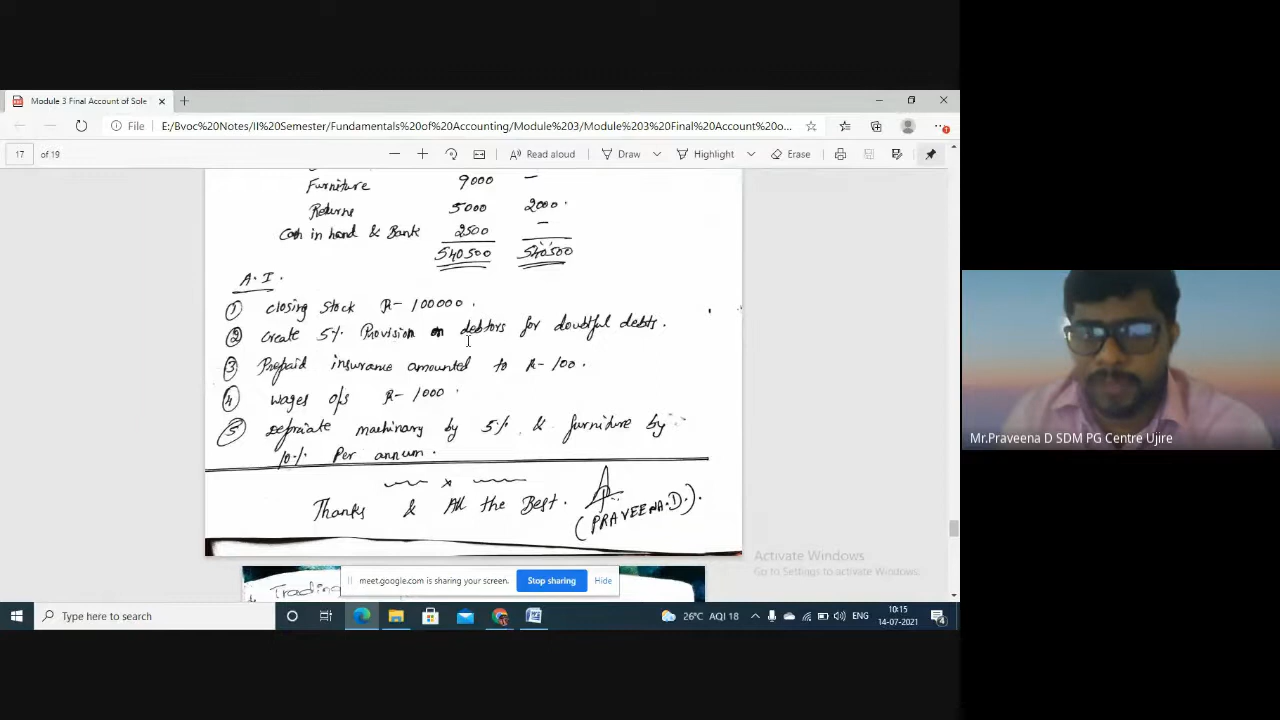 Module 3 Final Account of Sole
File E:/Bvoc%20Notes/II%20Semester/Fundamentals%20of%20Accounting/Module%203/Module%203%20Final%20Account%20o...
17 of 19 Read aloud Draw Highlight Erase
Furniture 9000 —
Returns 5000 2000.
Cash in hand & Bank 2500 —
540500 540500
A.I.
① Closing Stock R- 100000.
② Create 5% Provision on debtors for doubtful debts.
③ Prepaid insurance amounted to R- 100.
④ Wages o/s R- 1000
⑤ Depreciate machinary by 5% & furniture by
10% Per annum.
x
Thanks & All the Best.
(PRAVEENA.D.).
Trading
meet.google.com is sharing your screen. Stop sharing Hide
Activate Windows
Go to Settings to activate Windows.
Type here to search
26°C AQI 18 ENG 10:15
14-07-2021
4
Mr.Praveena D SDM PG Centre Ujire